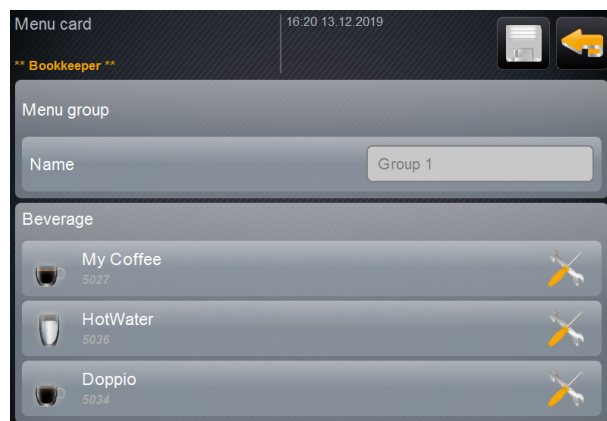 Menu card
16:20 13.12.2019
** Bookkeeper **
Menu group
Name
Group 1
Beverage
My Coffee
5027
HotWater
5036
Doppio
5034